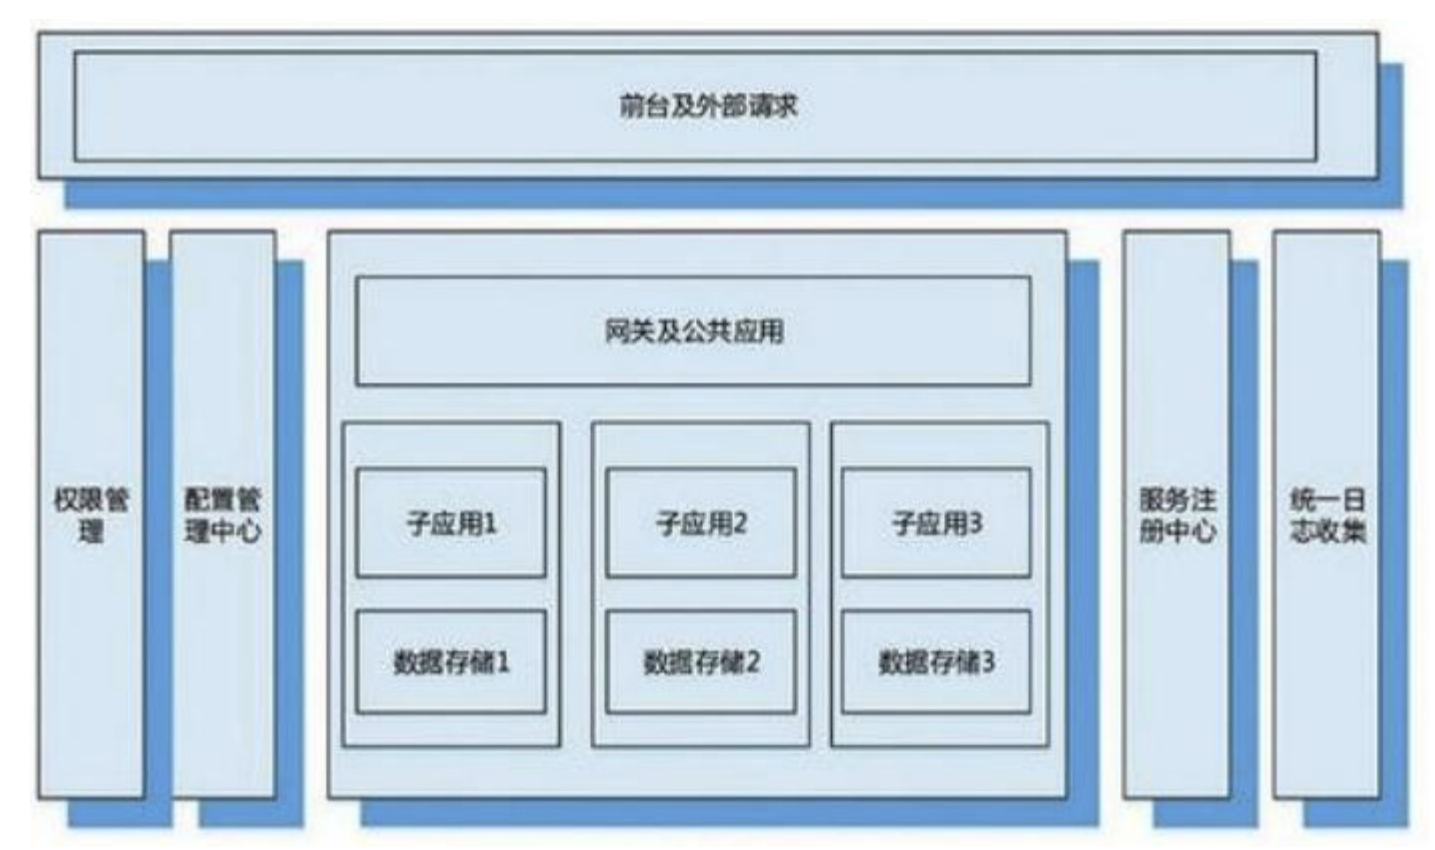 前台及外部请求
权限管
理
配置管
理中心
网关及公共应用
子应用1
子应用2
子应用3
数据存储1
数据存储2
数据存储3
服务注
册中心
统一日
志收集